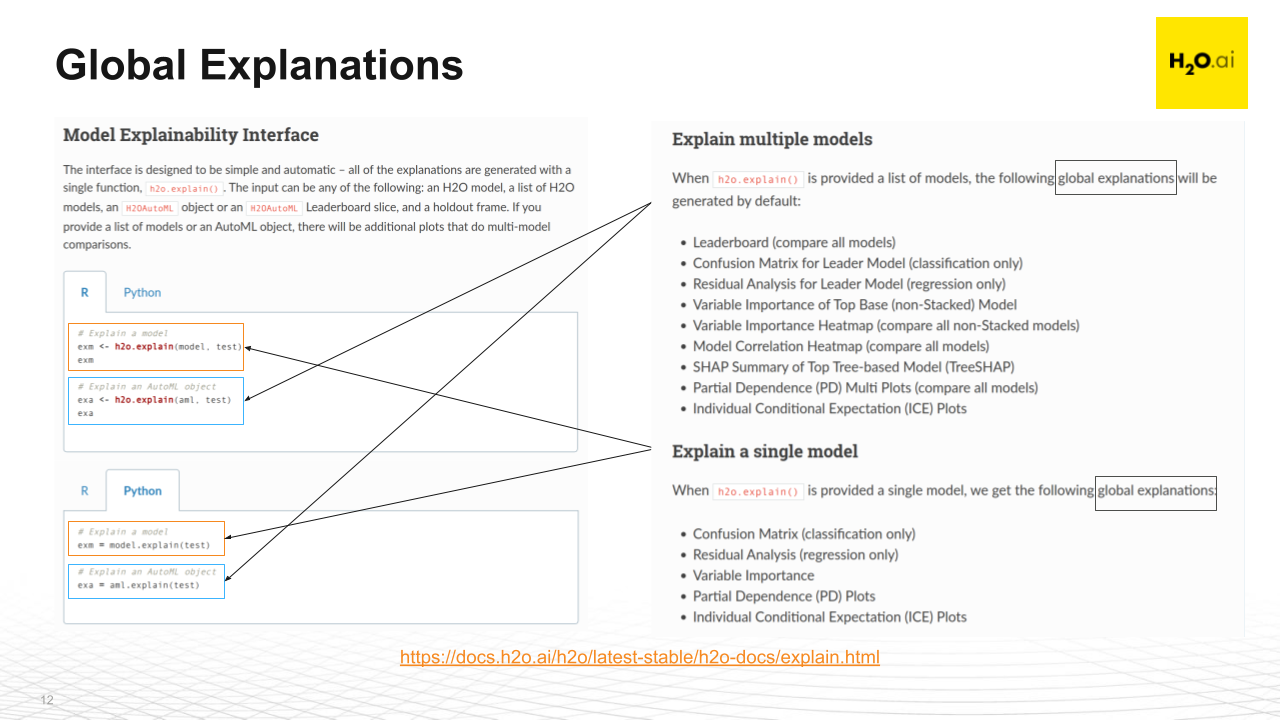 Global Explanations
H2O.ai
Model Explainability Interface
The interface is designed to be simple and automatic – all of the explanations are generated with a
single function, h2o.explain() . The input can be any of the following: an H2O model, a list of H2O
models, an H2OAutoML object or an H2OAutoML Leaderboard slice, and a holdout frame. If you
provide a list of models or an AutoML object, there will be additional plots that do multi-model
comparisons.
R Python
# Explain a model
exm <- h2o.explain(model, test)
exm
# Explain an AutoML object
exa <- h2o.explain(aml, test)
exa
R Python
# Explain a model
exm = model.explain(test)
# Explain an AutoML object
exa = aml.explain(test)
Explain multiple models
When h2o.explain() is provided a list of models, the following global explanations will be
generated by default:
• Leaderboard (compare all models)
• Confusion Matrix for Leader Model (classification only)
• Residual Analysis for Leader Model (regression only)
• Variable Importance of Top Base (non-Stacked) Model
• Variable Importance Heatmap (compare all non-Stacked models)
• Model Correlation Heatmap (compare all models)
• SHAP Summary of Top Tree-based Model (TreeSHAP)
• Partial Dependence (PD) Multi Plots (compare all models)
• Individual Conditional Expectation (ICE) Plots
Explain a single model
When h2o.explain() is provided a single model, we get the following global explanations:
• Confusion Matrix (classification only)
• Residual Analysis (regression only)
• Variable Importance
• Partial Dependence (PD) Plots
• Individual Conditional Expectation (ICE) Plots
https://docs.h2o.ai/h2o/latest-stable/h2o-docs/explain.html
12